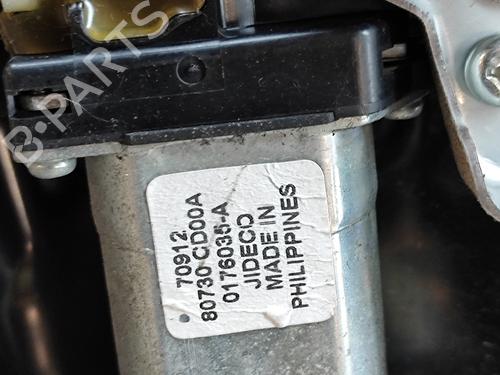 B-PARTS
70912
80730 CD00A
0176035-A
JIDECO
MADE IN
PHILIPPINES